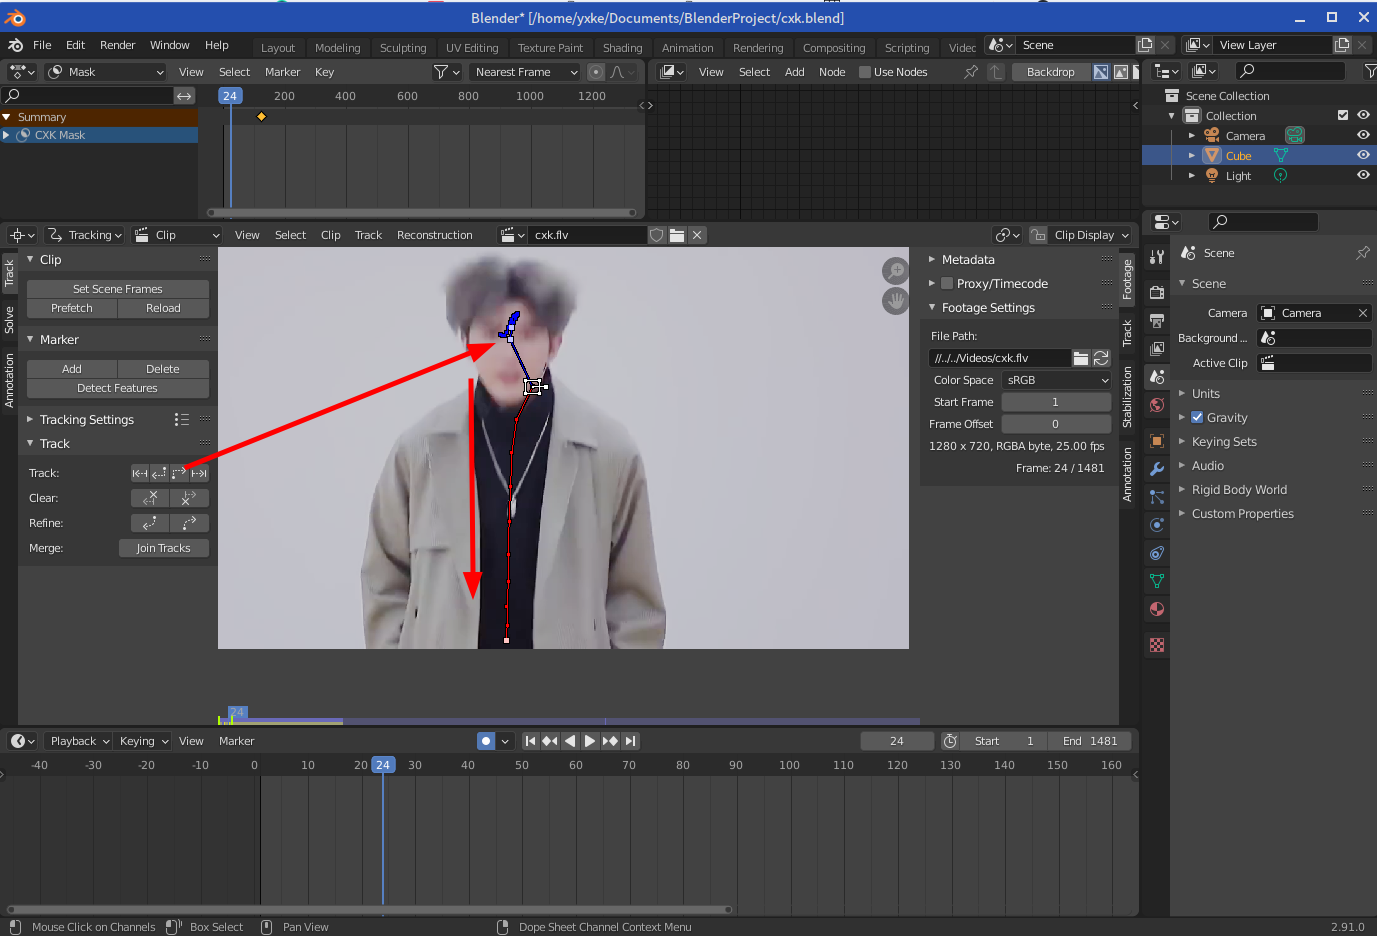 Blender* [/home/yxke/Documents/BlenderProject/cxk.blend]
File Edit Render Window Help Layout Modeling Sculpting UV Editing Texture Paint Shading Animation Rendering Compositing Scripting Videc Scene View Layer
Mask View Select Marker Key Nearest Frame View Select Add Node Use Nodes Backdrop
24 200 400 600 800 1000 1200
Summary
CXK Mask
Scene Collection
Collection
Camera
Cube
Light
Tracking Clip View Select Clip Track Reconstruction cxk.flv Clip Display
Track
Solve
Annotation
Clip
Set Scene Frames
Prefetch Reload
Marker
Add Delete
Detect Features
Tracking Settings
Track
Track:
Clear:
Refine:
Merge: Join Tracks
Metadata
Proxy/Timecode
Footage Settings
File Path:
//../../Videos/cxk.flv
Color Space sRGB
Start Frame 1
Frame Offset 0
1280 x 720, RGBA byte, 25.00 fps
Frame: 24 / 1481
Footage
Track
Stabilization
Annotation
Scene
Scene
Camera Camera
Background ...
Active Clip
Units
Gravity
Keying Sets
Audio
Rigid Body World
Custom Properties
24
Playback Keying View Marker 24 Start 1 End 1481
-40 -30 -20 -10 0 10 20 24 30 40 50 60 70 80 90 100 110 120 130 140 150 160
Mouse Click on Channels Box Select Pan View Dope Sheet Channel Context Menu 2.91.0